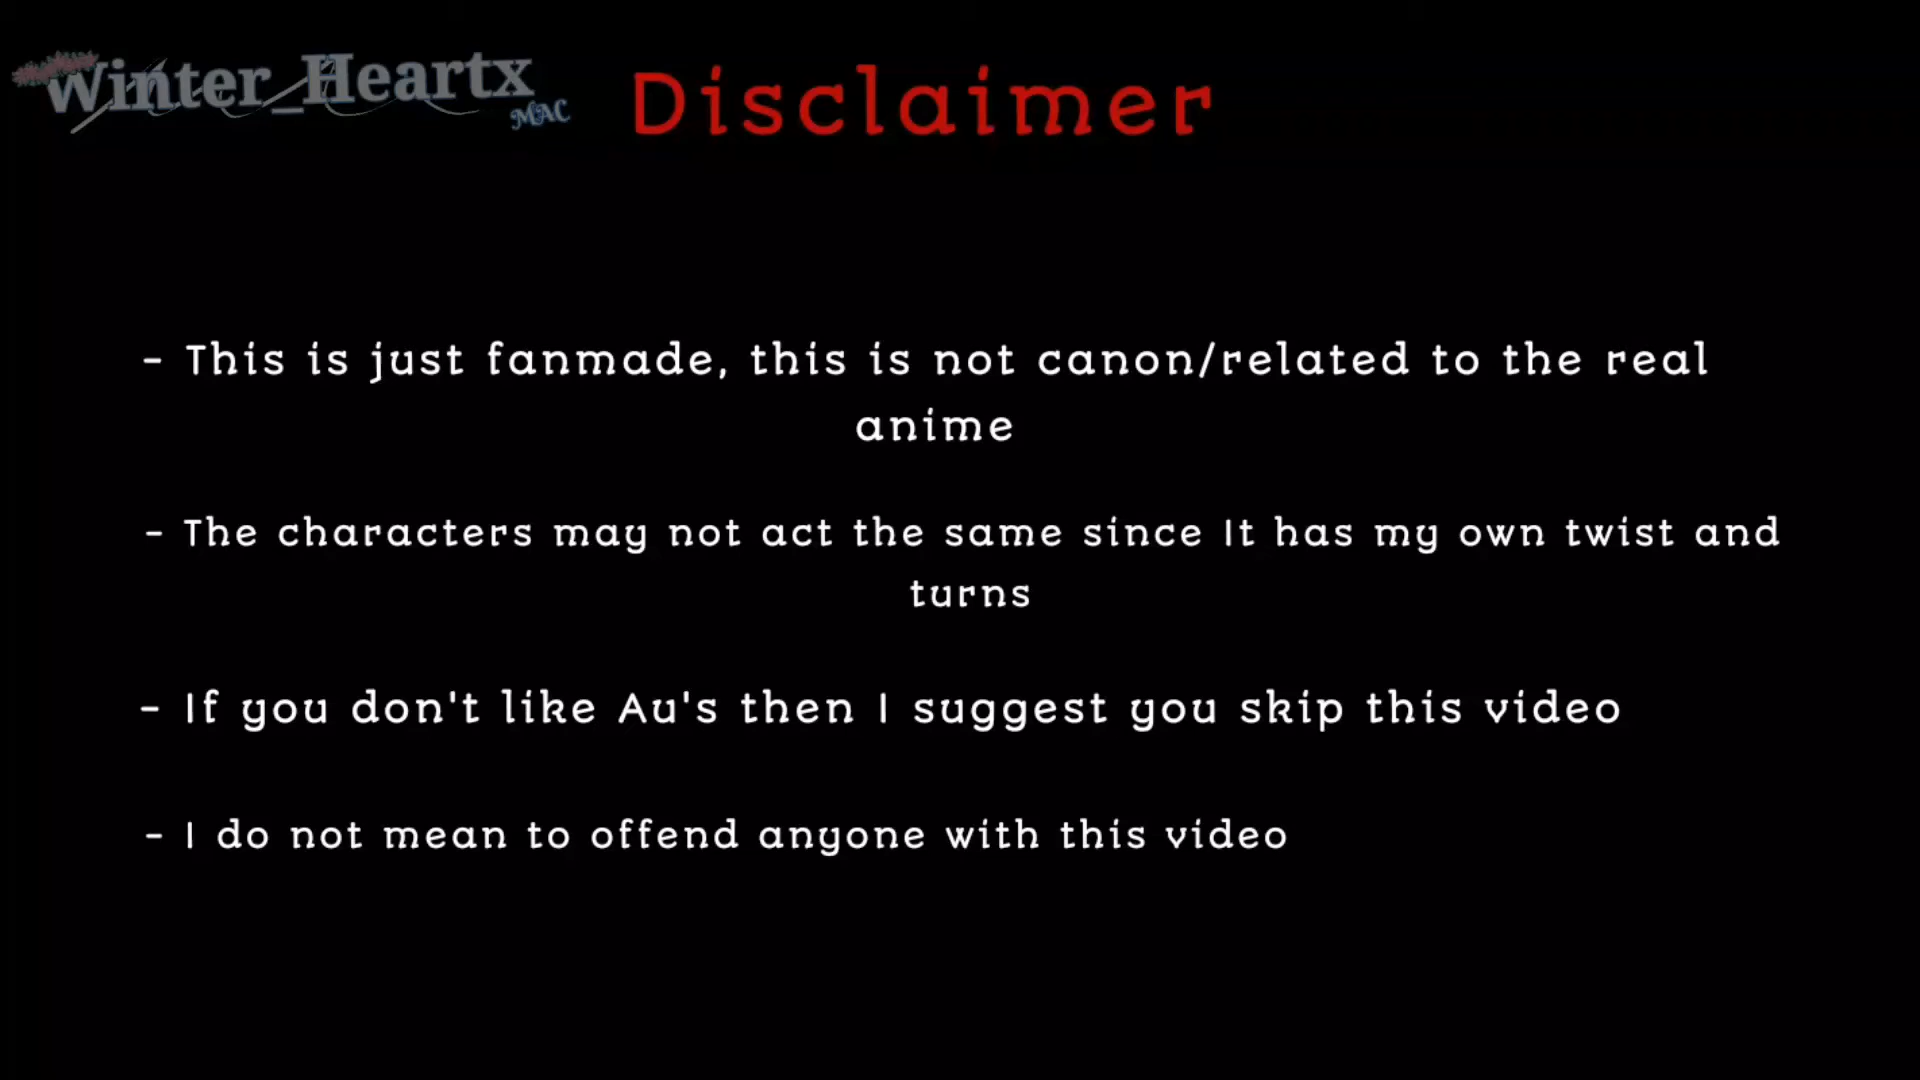 Winter_Heartx
MAC
Disclaimer
- This is just fanmade, this is not canon/related to the real
anime
- The characters may not act the same since It has my own twist and
turns
- If you don't like Au's then I suggest you skip this video
- I do not mean to offend anyone with this video